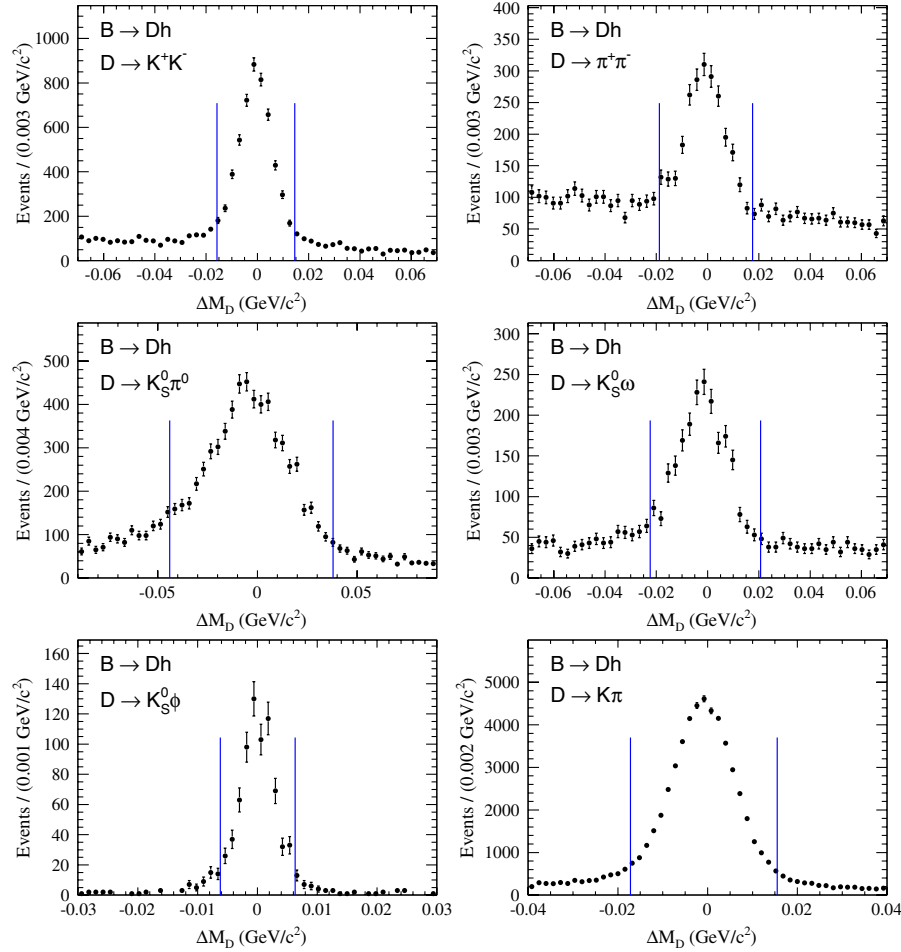 B → Dh
D → K⁺K⁻
Events / (0.003 GeV/c²)
1000
800
600
400
200
0
-0.06 -0.04 -0.02 0 0.02 0.04 0.06
ΔM_D (GeV/c²)
B → Dh
D → π⁺π⁻
Events / (0.003 GeV/c²)
400
350
300
250
200
150
100
50
0
-0.06 -0.04 -0.02 0 0.02 0.04 0.06
ΔM_D (GeV/c²)
B → Dh
D → K_S⁰π⁰
Events / (0.004 GeV/c²)
500
400
300
200
100
0
-0.05 0 0.05
ΔM_D (GeV/c²)
B → Dh
D → K_S⁰ω
Events / (0.003 GeV/c²)
300
250
200
150
100
50
0
-0.06 -0.04 -0.02 0 0.02 0.04 0.06
ΔM_D (GeV/c²)
B → Dh
D → K_S⁰ϕ
Events / (0.001 GeV/c²)
160
140
120
100
80
60
40
20
0
-0.03 -0.02 -0.01 0 0.01 0.02 0.03
ΔM_D (GeV/c²)
B → Dh
D → Kπ
Events / (0.002 GeV/c²)
5000
4000
3000
2000
1000
0
-0.04 -0.02 0 0.02 0.04
ΔM_D (GeV/c²)